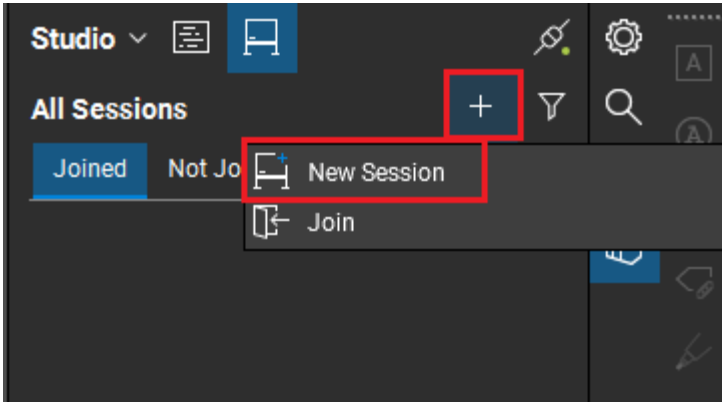 Studio
All Sessions
Joined Not Jo
New Session
Join
A
A